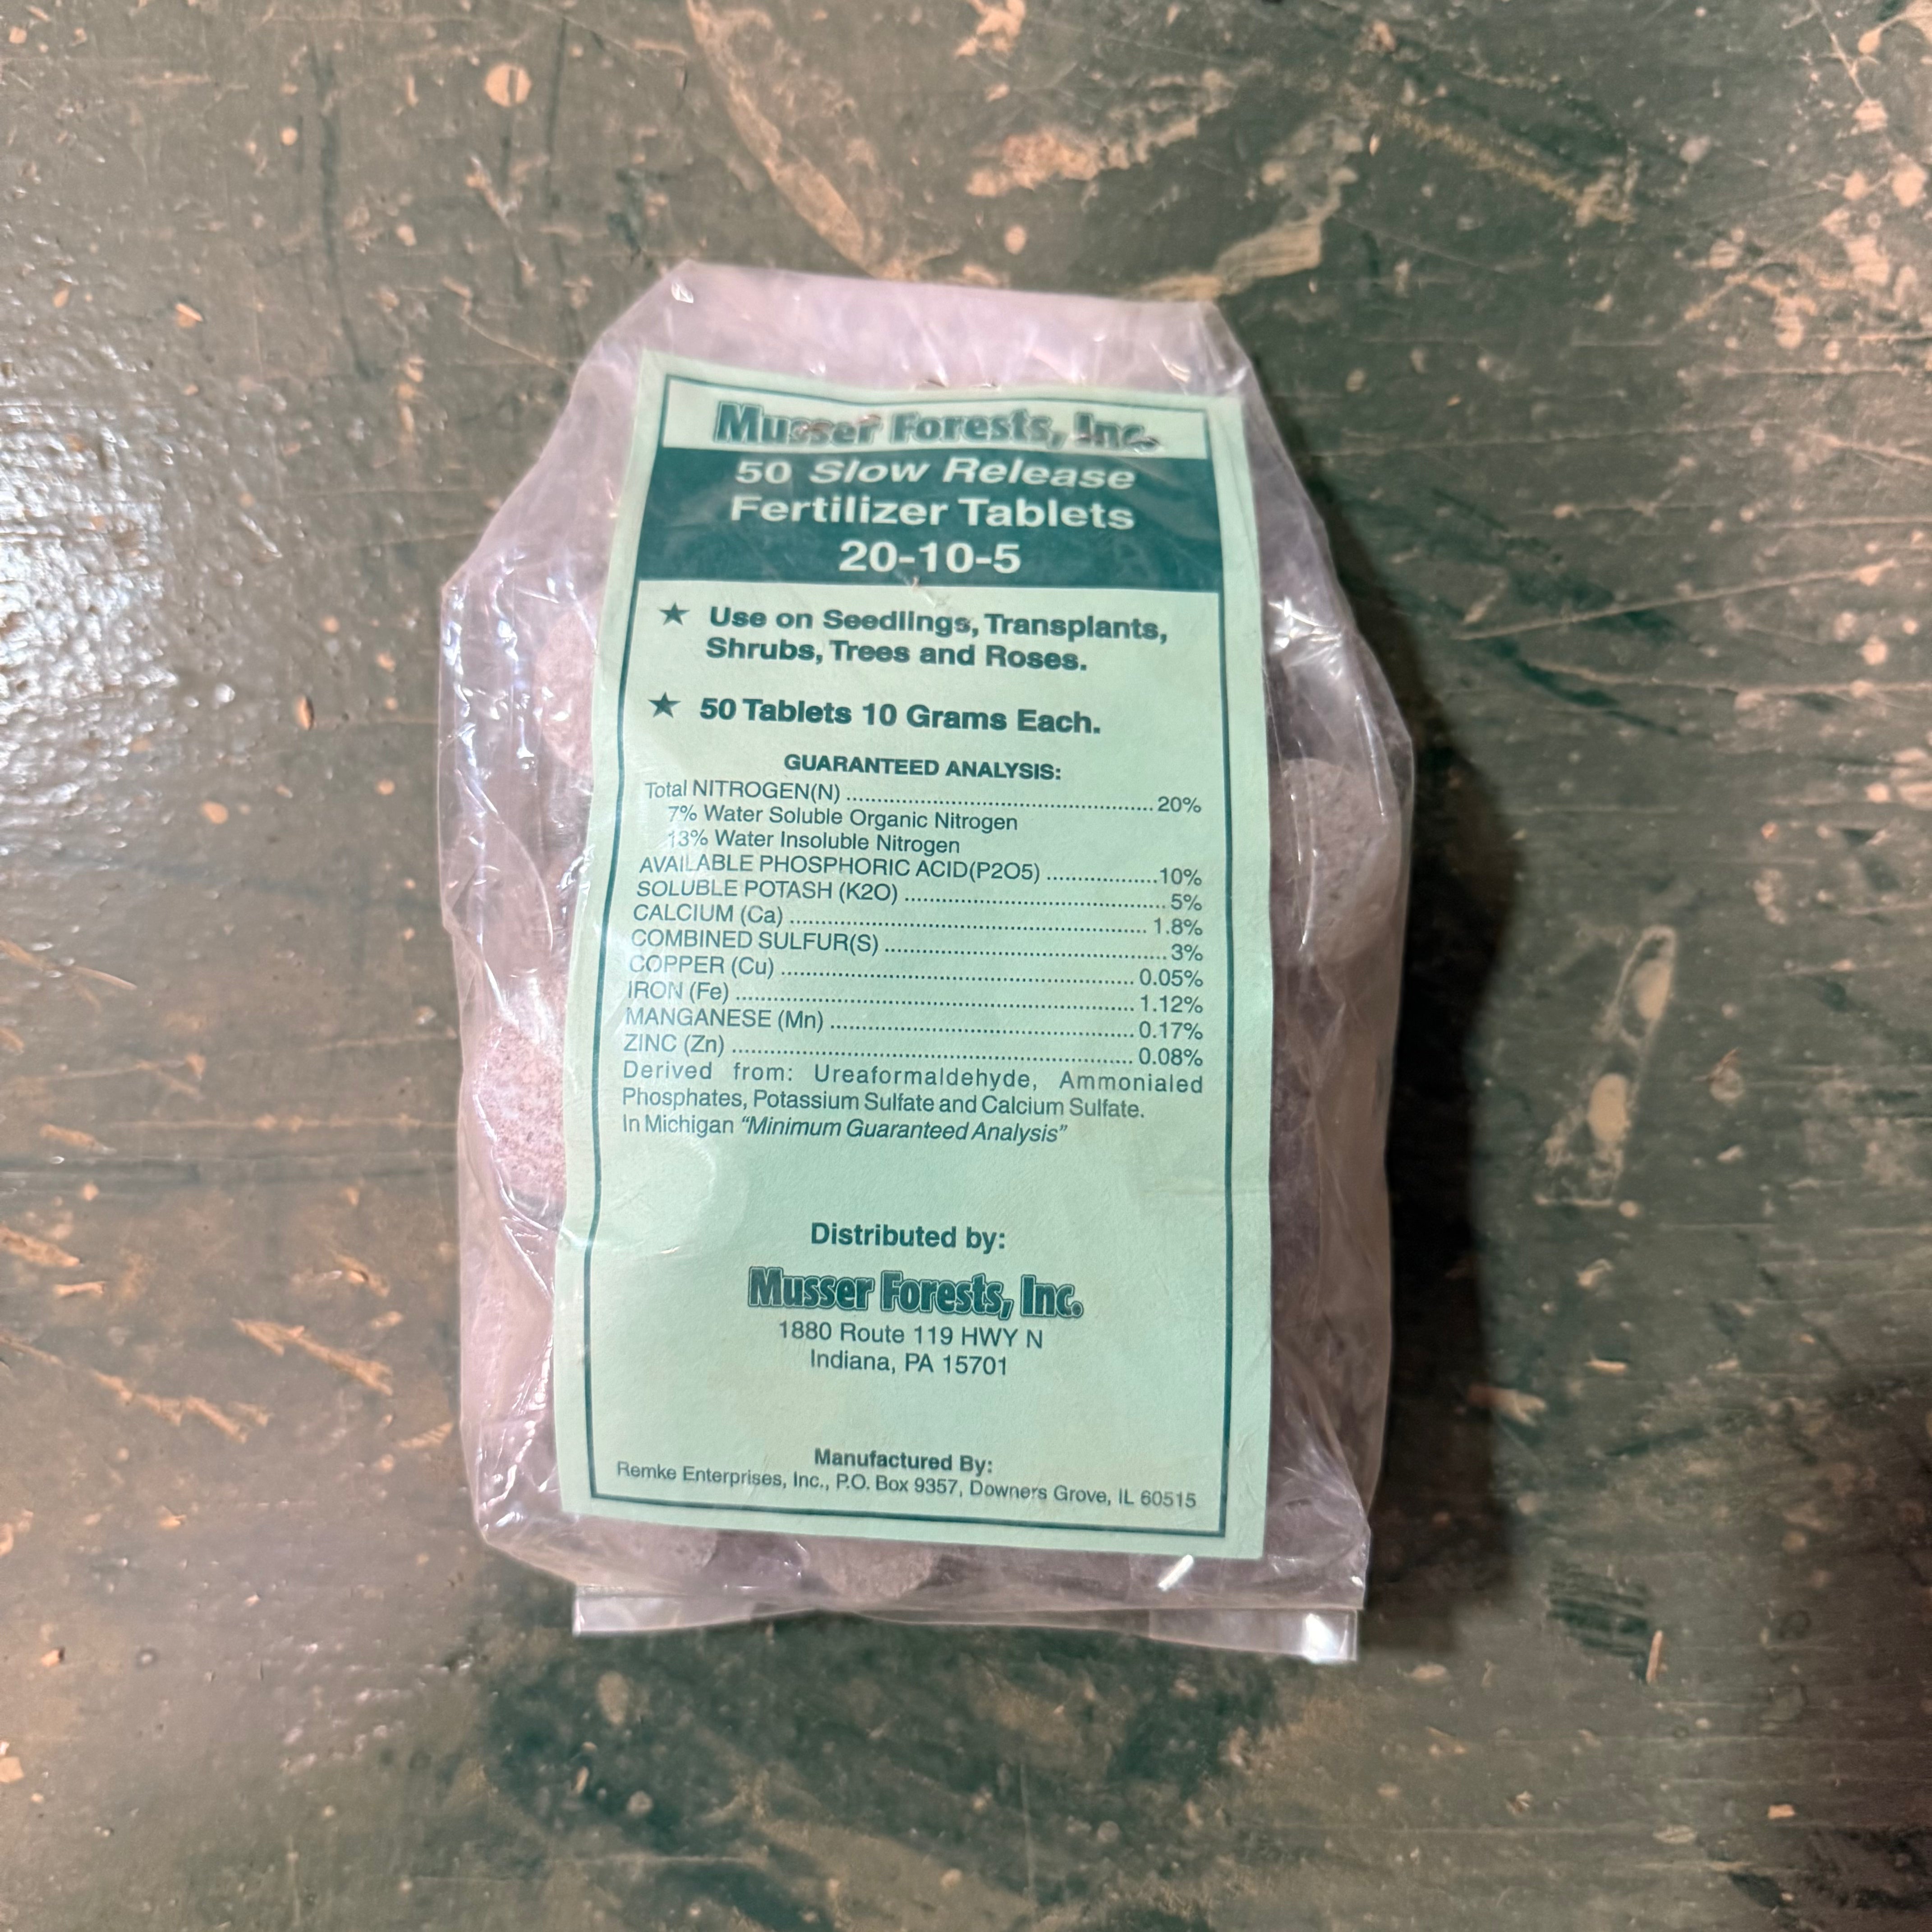 Musser Forests, Inc.
50 Slow Release
Fertilizer Tablets
20-10-5
★ Use on Seedlings, Transplants,
Shrubs, Trees and Roses.
★ 50 Tablets 10 Grams Each.
GUARANTEED ANALYSIS:
Total NITROGEN(N) ........ 20%
7% Water Soluble Organic Nitrogen
13% Water Insoluble Nitrogen
AVAILABLE PHOSPHORIC ACID(P2O5) ........ 10%
SOLUBLE POTASH (K2O) ........ 5%
CALCIUM (Ca) ........ 1.8%
COMBINED SULFUR(S) ........ 3%
COPPER (Cu) ........ 0.05%
IRON (Fe) ........ 1.12%
MANGANESE (Mn) ........ 0.17%
ZINC (Zn) ........ 0.08%
Derived from: Ureaformaldehyde, Ammonialed
Phosphates, Potassium Sulfate and Calcium Sulfate.
In Michigan “Minimum Guaranteed Analysis”
Distributed by:
Musser Forests, Inc.
1880 Route 119 HWY N
Indiana, PA 15701
Manufactured By:
Remke Enterprises, Inc., P.O. Box 9357, Downers Grove, IL 60515